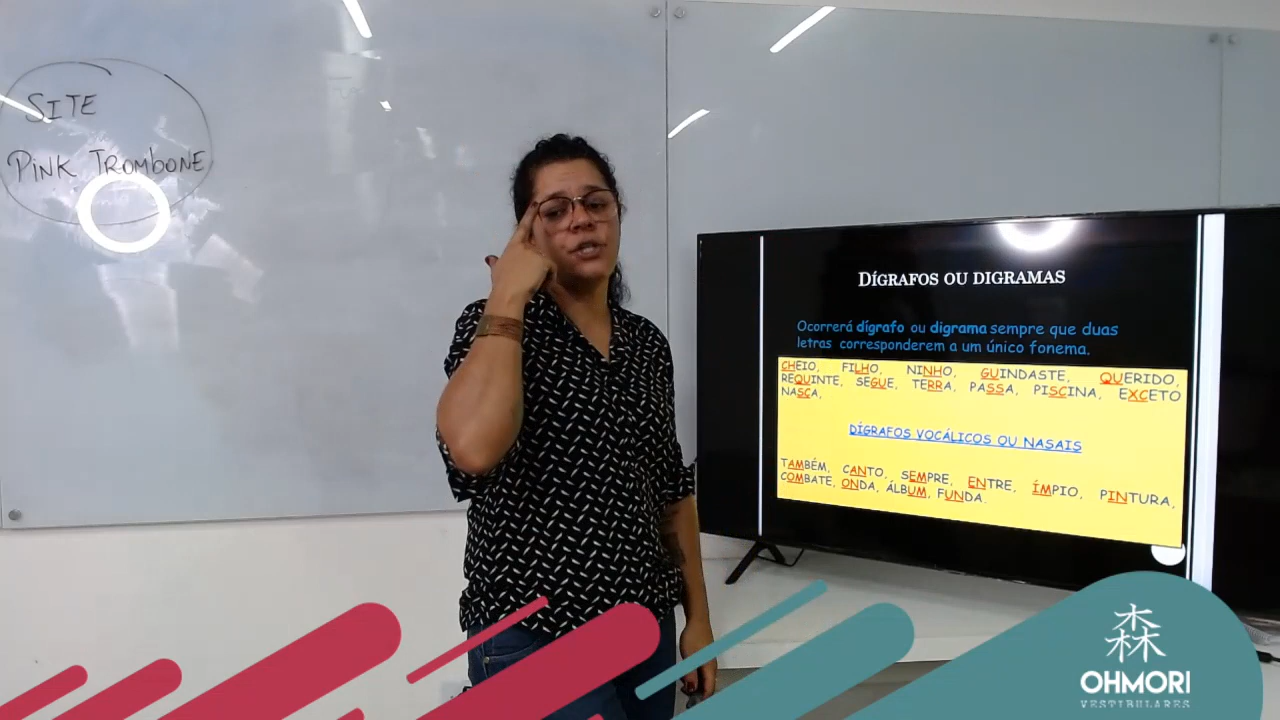 SITE
PINK TROMBONE
DÍGRAFOS OU DIGRAMAS
Ocorrerá dígrafo ou digrama sempre que duas
letras correspondem a um único fonema.
CHEIO, FILHO, NINHO, GUINDASTE, QUERIDO,
REQUINTE, SEGUE, TERRA, PASSA, PISCINA, EXCETO
NASÇA,
DÍGRAFOS VOCÁLICOS OU NASAIS
TAMBÉM, CANTO, SEMPRE, ENTRE, ÍMPIO, PINTURA,
COMBATE, ONDA, ÁLBUM, FUNDA.
森
OHMORI
VESTIBULARES